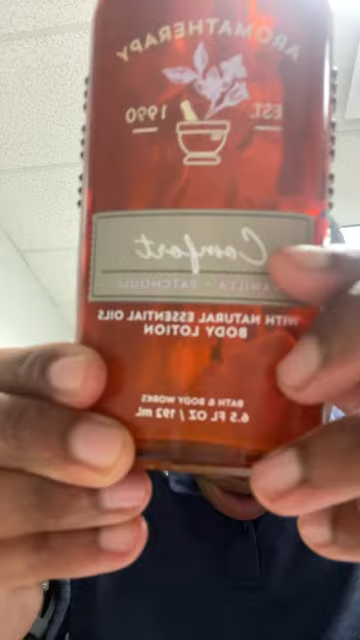 AROMATHERAPY
EST. 1990
Comfort
VANILLA • PATCHOULI
WITH NATURAL ESSENTIAL OILS
BODY LOTION
BATH & BODY WORKS
6.5 FL OZ / 192 mL